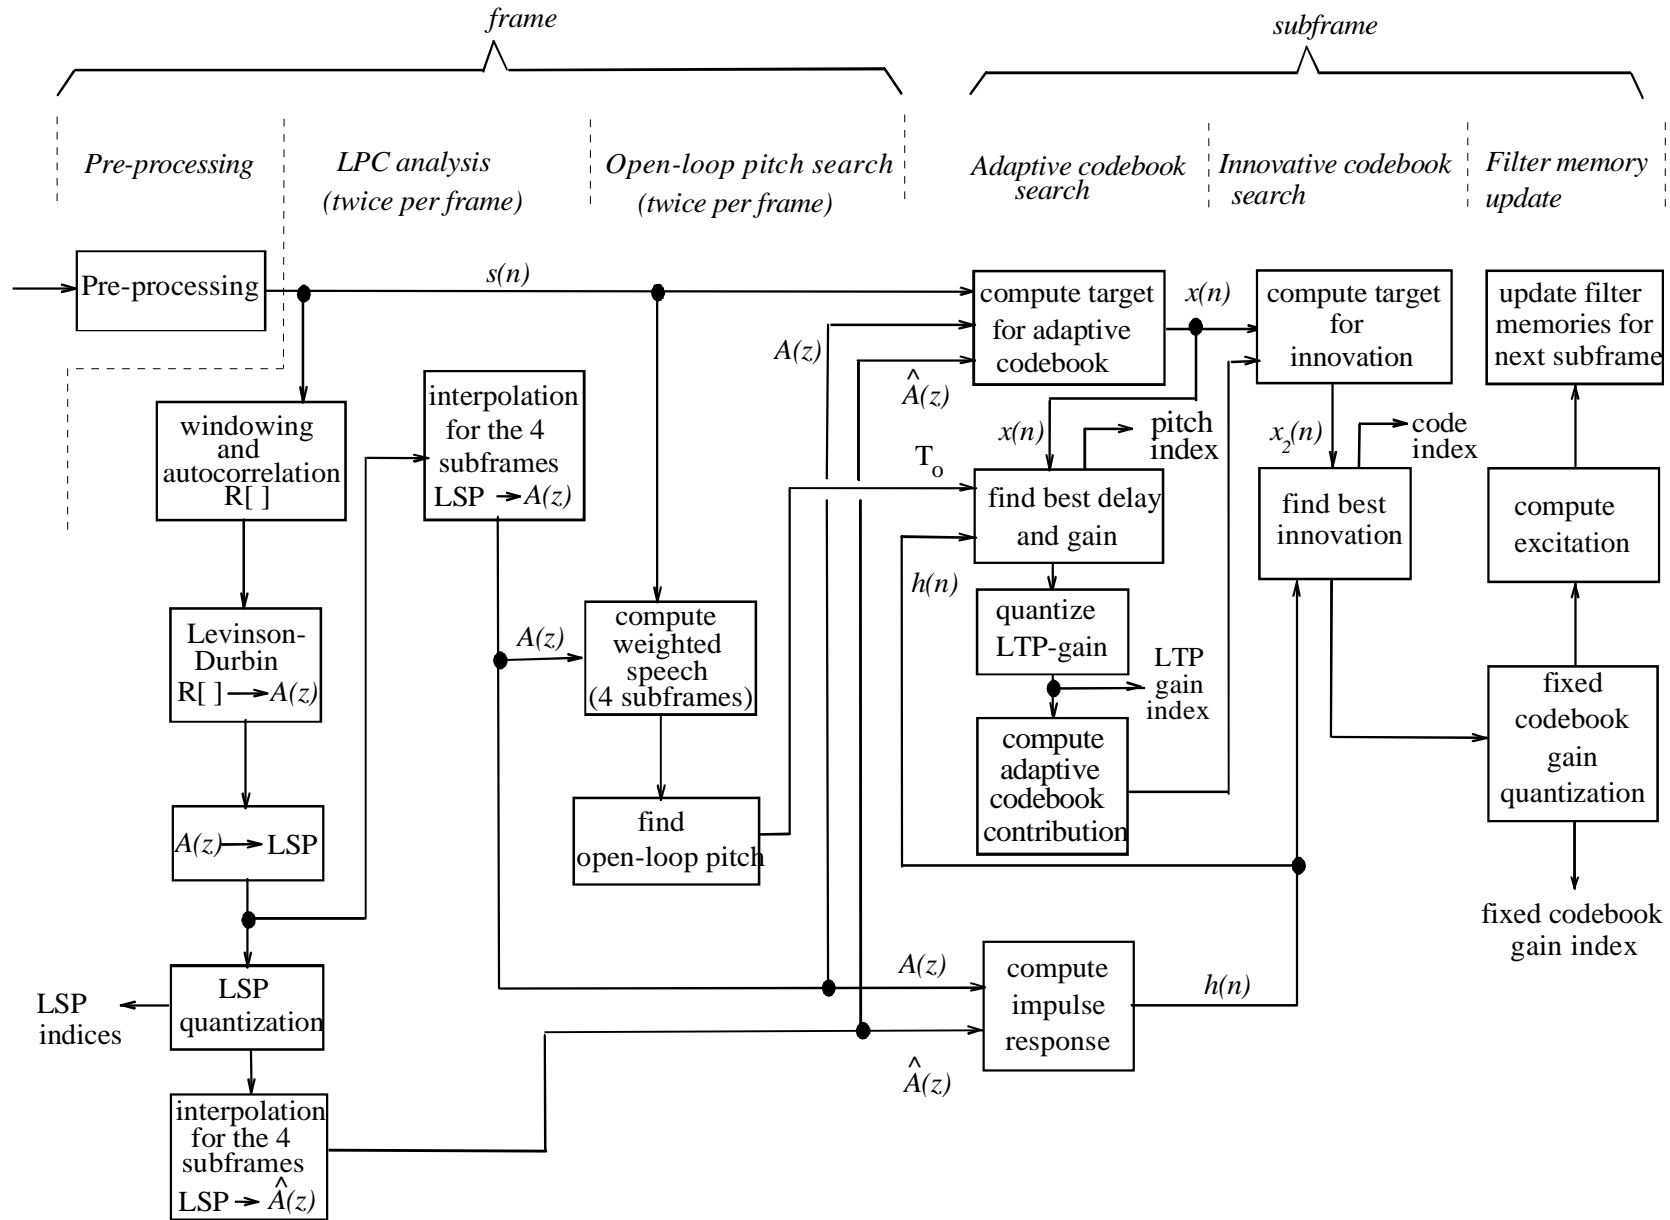 frame
subframe
Pre-processing
LPC analysis
(twice per frame)
Open-loop pitch search
(twice per frame)
Adaptive codebook
search
Innovative codebook
search
Filter memory
update
Pre-processing
s(n)
windowing
and
autocorrelation
R[ ]
Levinson-
Durbin
R[ ] → A(z)
A(z) → LSP
LSP
quantization
LSP
indices
interpolation
for the 4
subframes
LSP → Â(z)
interpolation
for the 4
subframes
LSP → A(z)
A(z)
compute
weighted
speech
(4 subframes)
find
open-loop pitch
A(z)
Â(z)
T₀
compute target
for adaptive
codebook
x(n)
x(n)
pitch
index
find best delay
and gain
h(n)
quantize
LTP-gain
LTP
gain
index
compute
adaptive
codebook
contribution
A(z)
Â(z)
compute
impulse
response
h(n)
compute target
for
innovation
x₂(n)
code
index
find best
innovation
update filter
memories for
next subframe
compute
excitation
fixed
codebook
gain
quantization
fixed codebook
gain index